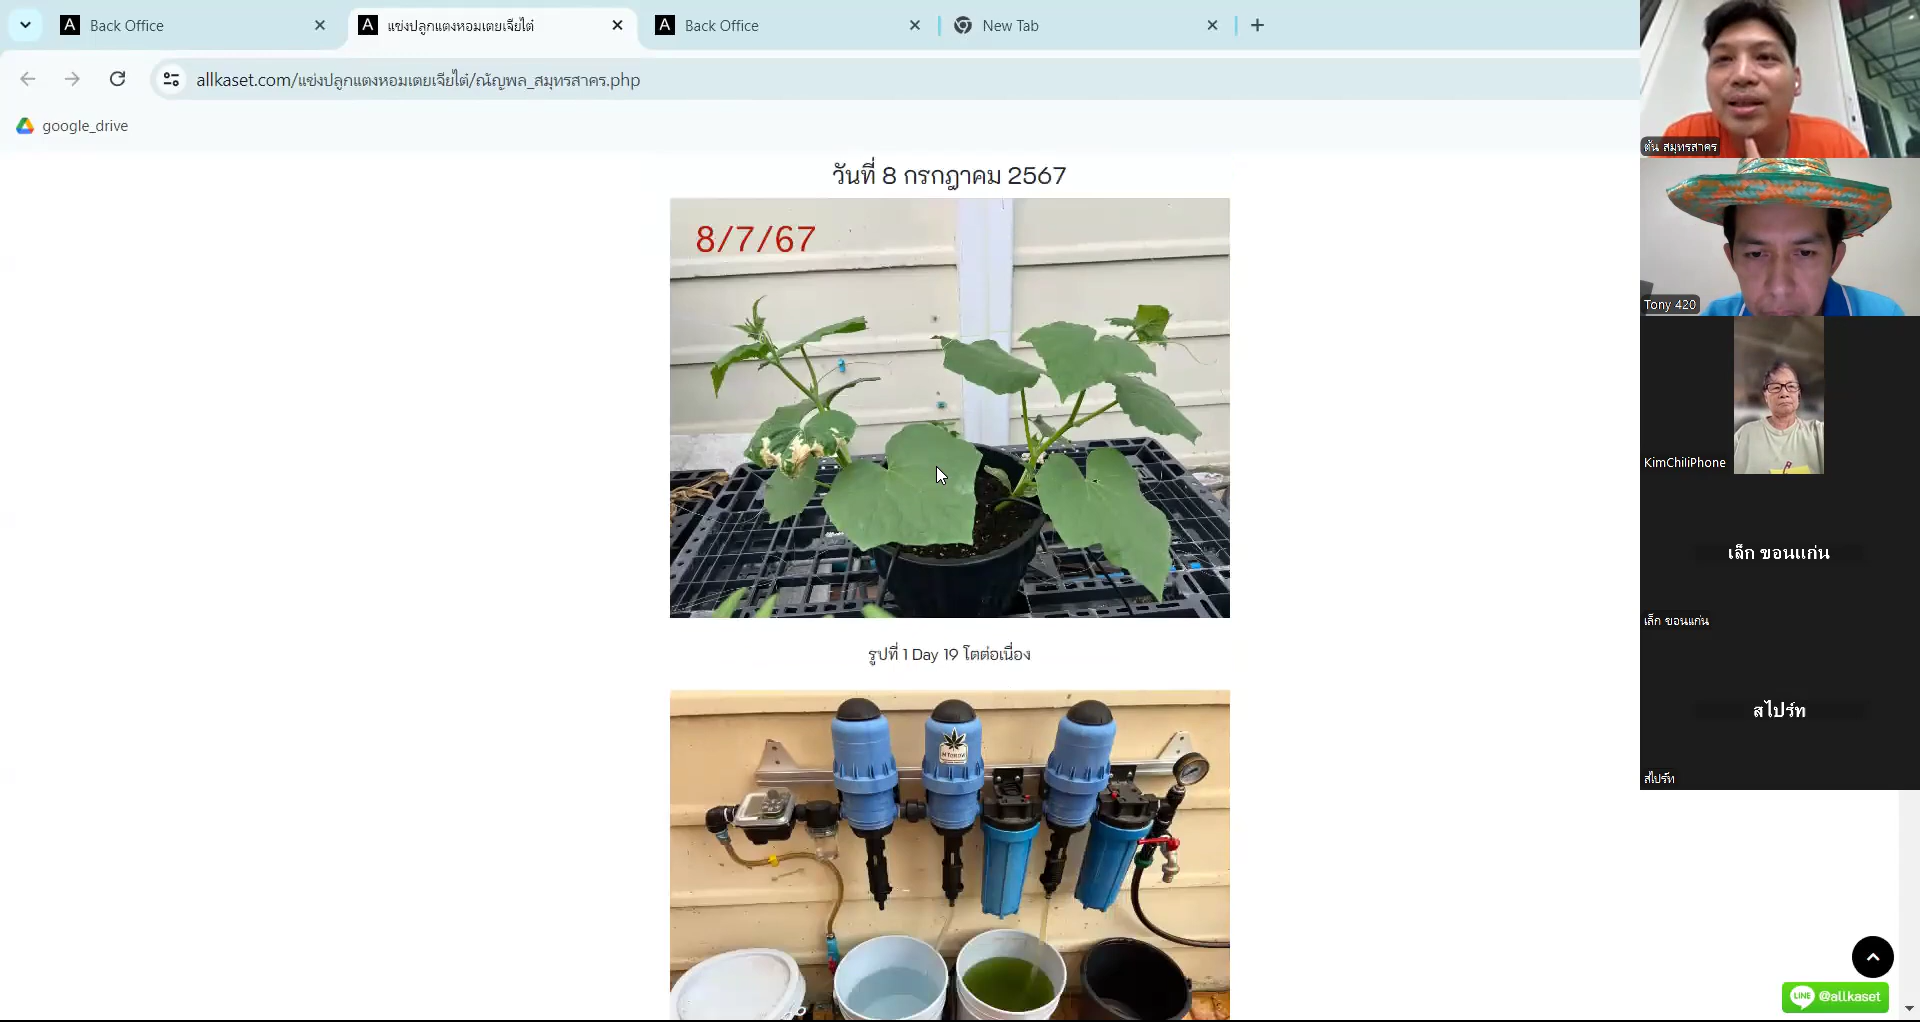 Back Office
แข่งปลูกแตงหอมเตยเจียไต๋
Back Office
New Tab
allkaset.com/แข่งปลูกแตงหอมเตยเจียไต๋/ณัญพล_สมุทรสาคร.php
google_drive
วันที่ 8 กรกฎาคม 2567
8/7/67
รูปที่ 1 Day 19 โตต่อเนื่อง
ต้น สมุทรสาคร
Tony 420
KimChiliPhone
เล็ก ขอนแก่น
เล็ก ขอนแก่น
สไปร์ท
สไปร์ท
LINE @allkaset